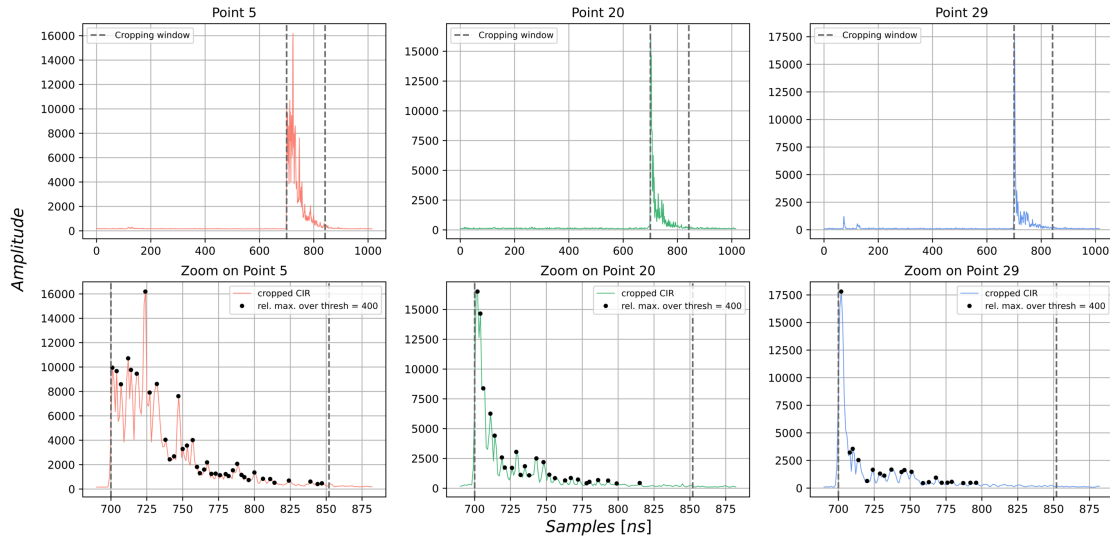 Point 5
Point 20
Point 29
16000
14000
12000
10000
8000
6000
4000
2000
0
Cropping window
15000
12500
10000
7500
5000
2500
0
Cropping window
17500
15000
12500
10000
7500
5000
2500
0
Cropping window
0 200 400 600 800 1000
0 200 400 600 800 1000
0 200 400 600 800 1000
Amplitude
Zoom on Point 5
Zoom on Point 20
Zoom on Point 29
16000
14000
12000
10000
8000
6000
4000
2000
0
cropped CIR
rel. max. over thresh = 400
15000
12500
10000
7500
5000
2500
0
cropped CIR
rel. max. over thresh = 400
17500
15000
12500
10000
7500
5000
2500
0
cropped CIR
rel. max. over thresh = 400
700 725 750 775 800 825 850 875
700 725 750 775 800 825 850 875
700 725 750 775 800 825 850 875
Samples [ns]